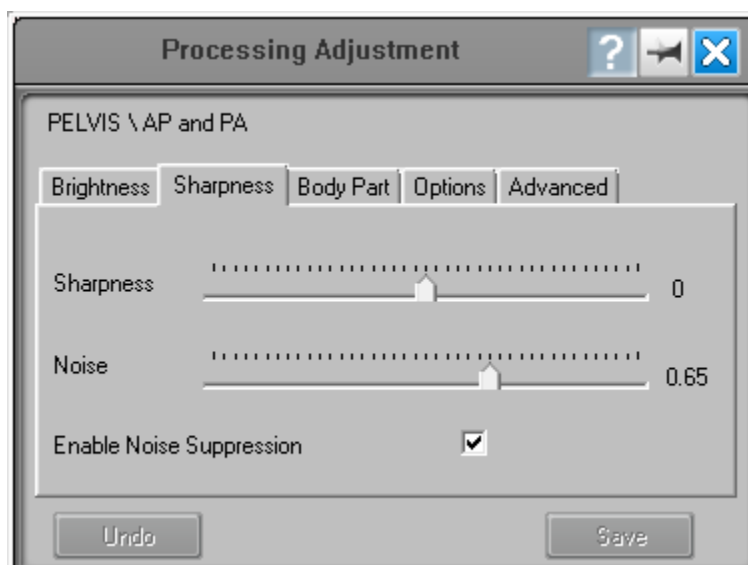 Processing Adjustment ?
PELVIS \ AP and PA
Brightness Sharpness Body Part Options Advanced
Sharpness 0
Noise 0.65
Enable Noise Suppression
Undo Save